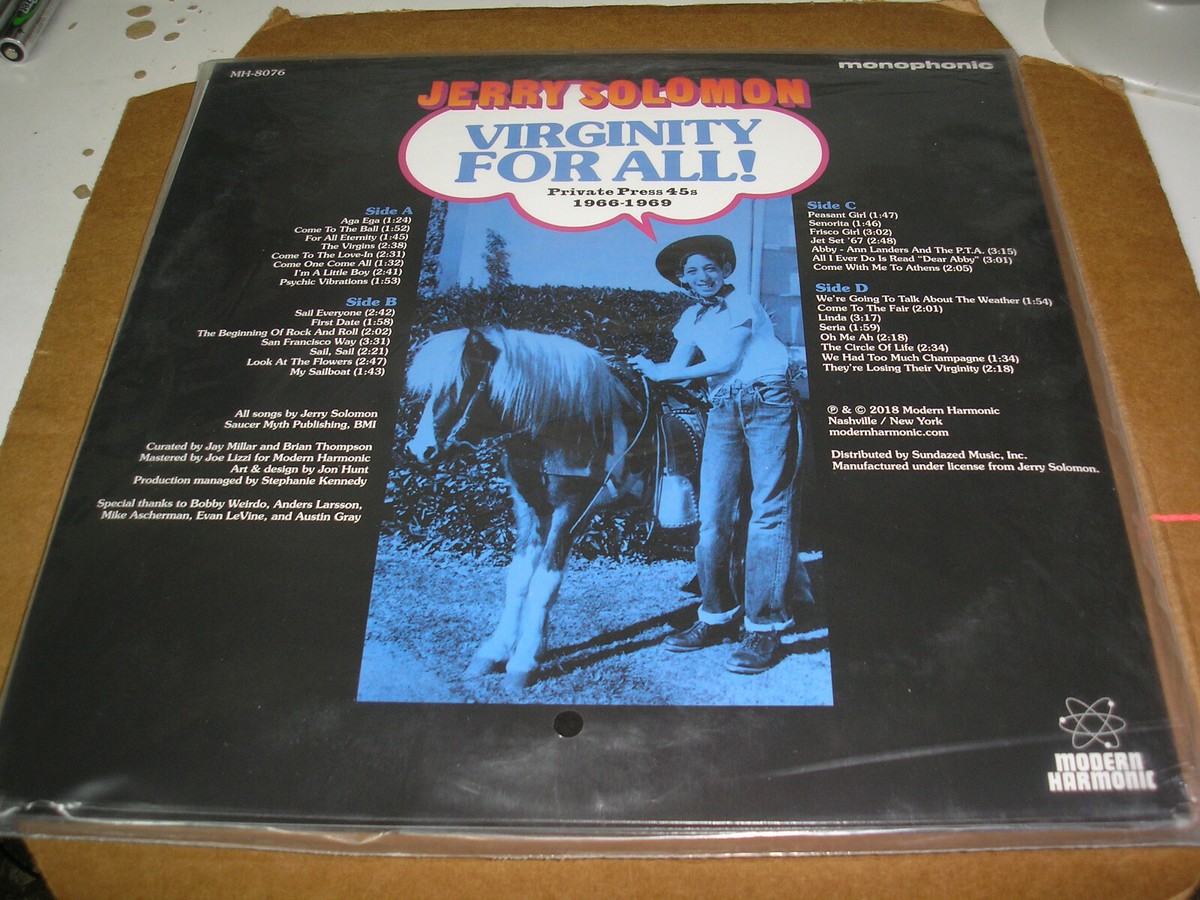 MH-8076
monophonic
JERRY SOLOMON
VIRGINITY
FOR ALL!
Private Press 45s
1966-1969
Side A
Aga Ega (1:24)
Come To The Ball (1:52)
For All Eternity (1:45)
The Virgins (2:38)
Come To The Love-In (2:31)
Come One Come All (1:32)
I'm A Little Boy (2:41)
Psychic Vibrations (1:53)
Side B
Sail Everyone (2:42)
First Date (1:58)
The Beginning Of Rock And Roll (2:02)
San Francisco Way (3:31)
Sail, Sail (2:21)
Look At The Flowers (2:47)
My Sailboat (1:43)
All songs by Jerry Solomon
Saucer Myth Publishing, BMI
Curated by Jay Millar and Brian Thompson
Mastered by Joe Lizzi for Modern Harmonic
Art & design by Jon Hunt
Production managed by Stephanie Kennedy
Special thanks to Bobby Weirdo, Anders Larsson,
Mike Ascherman, Evan LeVine, and Austin Gray
Side C
Peasant Girl (1:47)
Senorita (1:46)
Frisco Girl (3:02)
Jet Set '67 (2:48)
Abby - Ann Landers And The P.T.A. (3:15)
All I Ever Do Is Read "Dear Abby" (3:01)
Come With Me To Athens (2:05)
Side D
We're Going To Talk About The Weather (1:54)
Come To The Fair (2:01)
Linda (3:17)
Seria (1:59)
Oh Me Ah (2:18)
The Circle Of Life (2:34)
We Had Too Much Champagne (1:34)
They're Losing Their Virginity (2:18)
℗ & © 2018 Modern Harmonic
Nashville / New York
modernharmonic.com
Distributed by Sundazed Music, Inc.
Manufactured under license from Jerry Solomon.
MODERN
HARMONIC